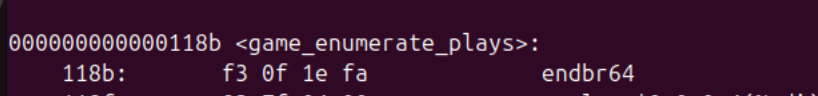 000000000000118b <game_enumerate_plays>:
118b: f3 0f 1e fa endbr64